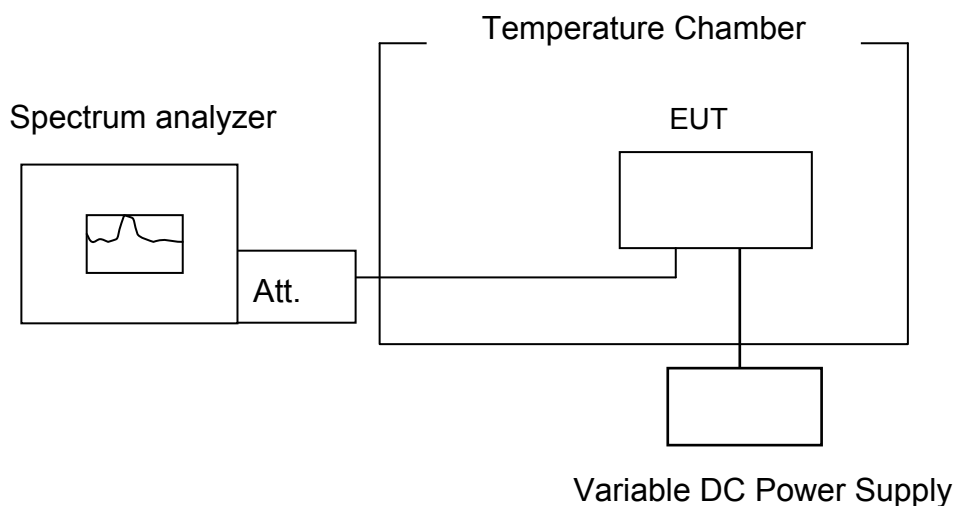 Temperature Chamber
Spectrum analyzer
EUT
Att.
Variable DC Power Supply